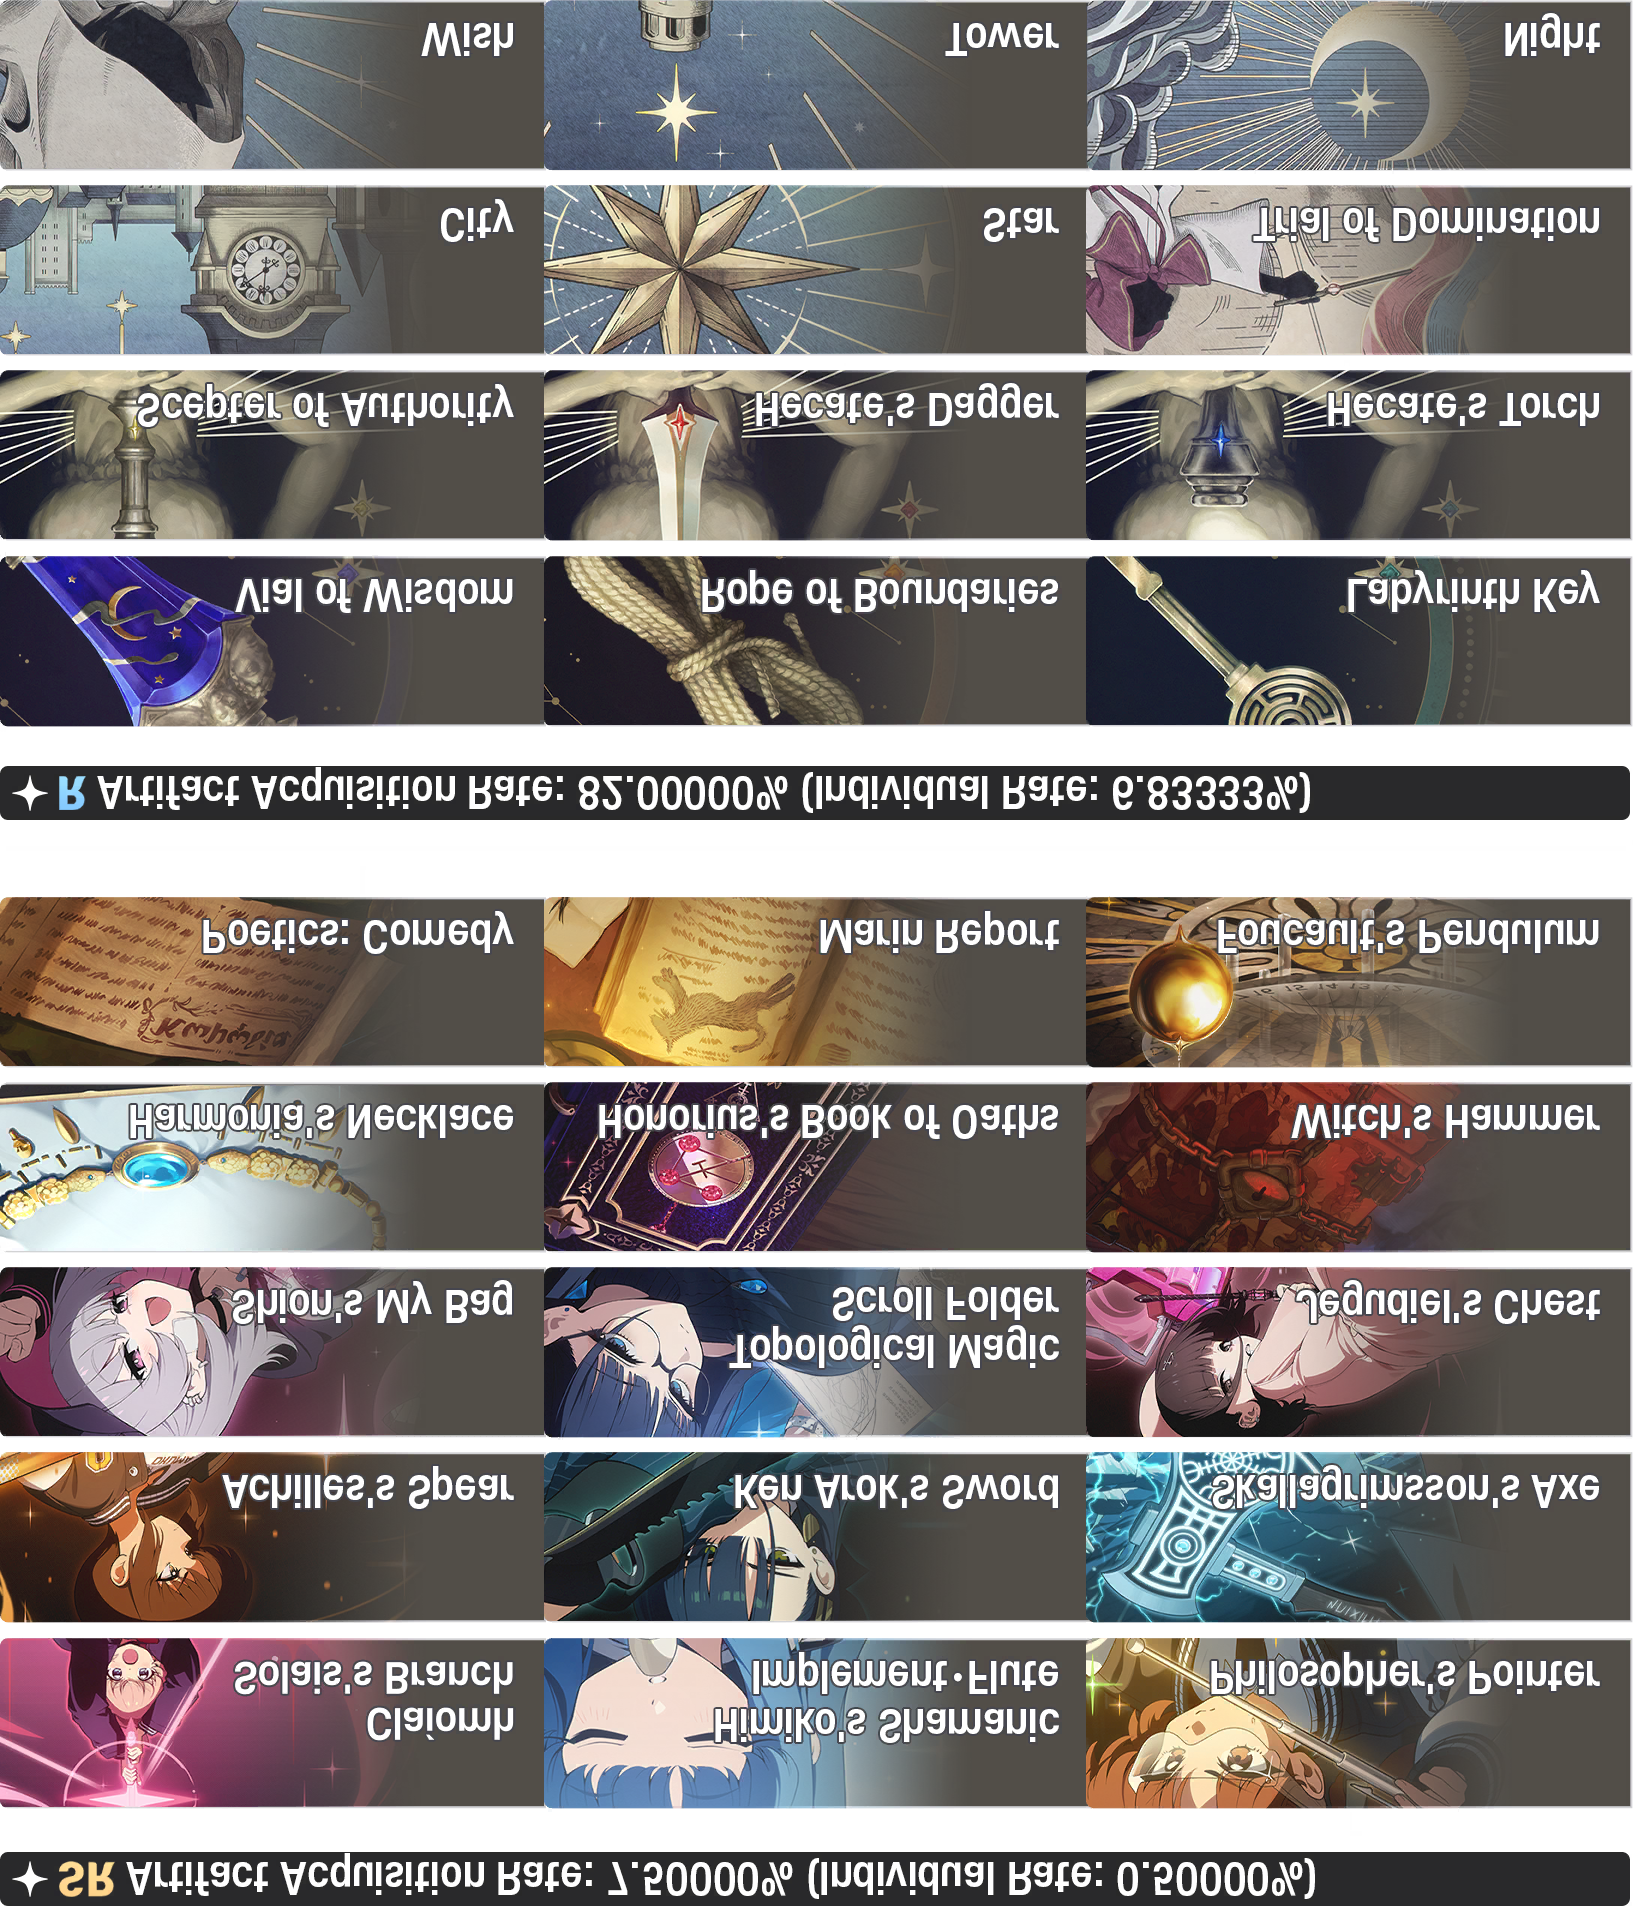 SR Artifact Acquisition Rate: 7.50000% (Individual Rate: 0.50000%)
Claíomh
Solais's Branch
Himiko's Shamanic
Implement·Flute
Philosopher's Pointer
Achilles's Spear
Ken Arok's Sword
Skallagrimsson's Axe
Shion's My Bag
Topological Magic
Scroll Folder
Jegudiel's Chest
Harmonia's Necklace
Honorius's Book of Oaths
Witch's Hammer
Poetics: Comedy
Marin Report
Foucault's Pendulum
R Artifact Acquisition Rate: 82.00000% (Individual Rate: 6.83333%)
Vial of Wisdom
Rope of Boundaries
Labyrinth Key
Scepter of Authority
Hecate's Dagger
Hecate's Torch
City
Star
Trial of Domination
Wish
Tower
Night